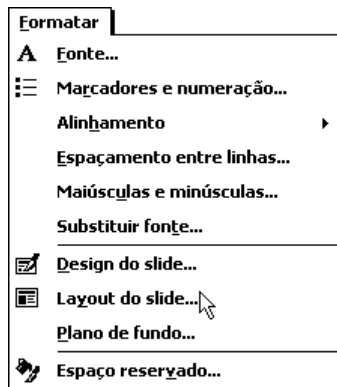 Formatar
Fonte...
Marcadores e numeração...
Alinhamento
Espaçamento entre linhas...
Maiúsculas e minúsculas...
Substituir fonte...
Design do slide...
Layout do slide...
Plano de fundo...
Espaço reservado...